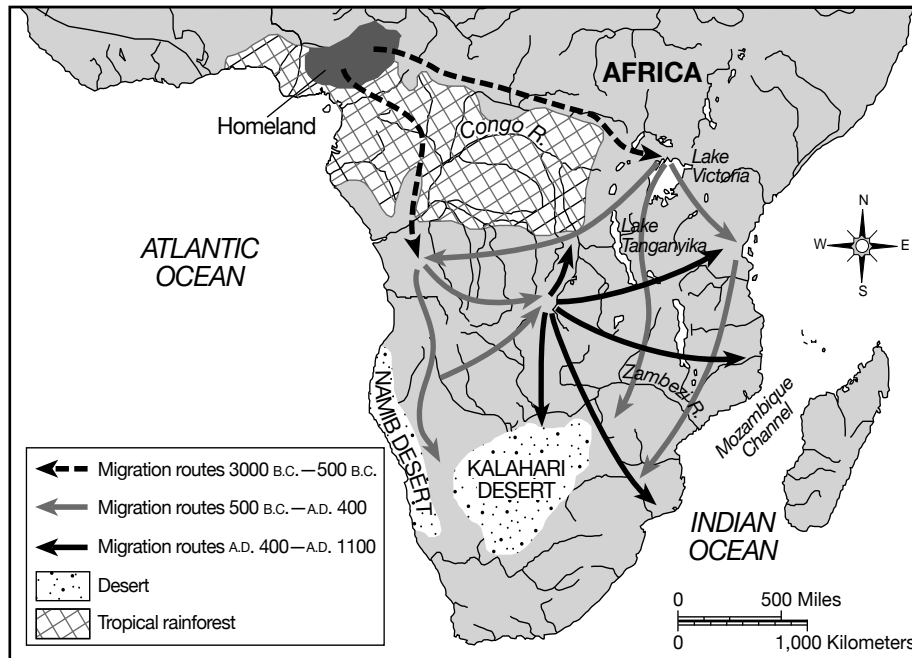 AFRICA
Homeland
Congo R.
Lake
Victoria
N
W
E
S
Lake
Tanganyika
ATLANTIC
OCEAN
Zambezi R.
NAMIB DESERT
Mozambique
Channel
KALAHARI
DESERT
INDIAN
OCEAN
Migration routes 3000 B.C.—500 B.C.
Migration routes 500 B.C.—A.D. 400
Migration routes A.D. 400—A.D. 1100
Desert
Tropical rainforest
0 500 Miles
0 1,000 Kilometers